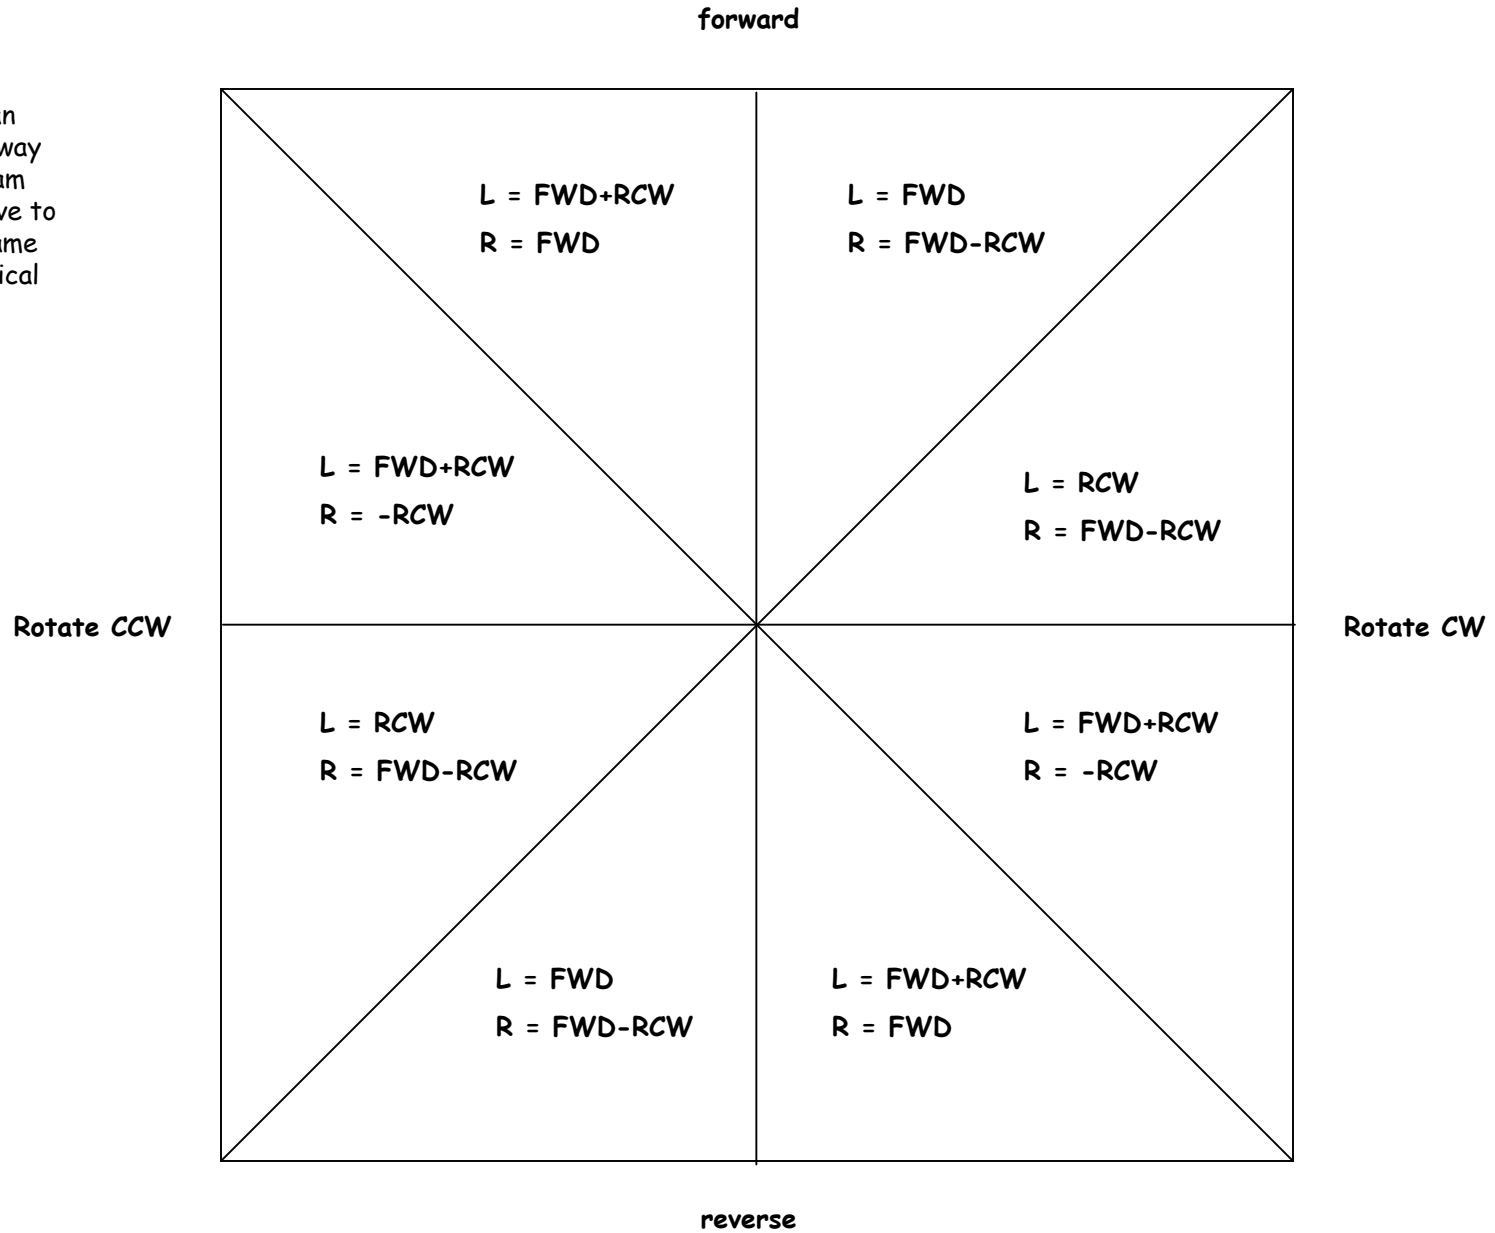 forward
way
L = FWD+RCW
R = FWD
L = FWD
R = FWD-RCW
L = FWD+RCW
R = -RCW
L = RCW
R = FWD-RCW
Rotate CCW
Rotate CW
L = RCW
R = FWD-RCW
L = FWD+RCW
R = -RCW
L = FWD
R = FWD-RCW
L = FWD+RCW
R = FWD
reverse